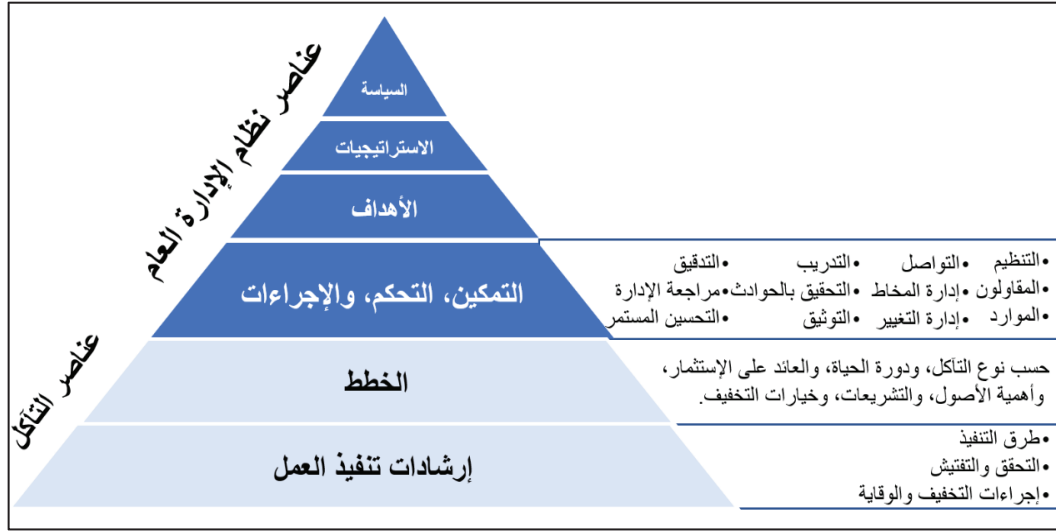 عناصر نظام الإدارة العام
عناصر التآكل
السياسة
الاستراتيجيات
الأهداف
التمكين، التحكم، والإجراءات
•التنظيم •التواصل •التدريب •التدقيق
•المقاولون •إدارة المخاط •التحقيق بالحوادث •مراجعة الإدارة
•الموارد •إدارة التغيير •التوثيق •التحسين المستمر
الخطط
حسب نوع التآكل، ودورة الحياة، والعائد على الإستثمار،
وأهمية الأصول، والتشريعات، وخيارات التخفيف.
إرشادات تنفيذ العمل
•طرق التنفيذ
•التحقق والتفتيش
•إجراءات التخفيف والوقاية